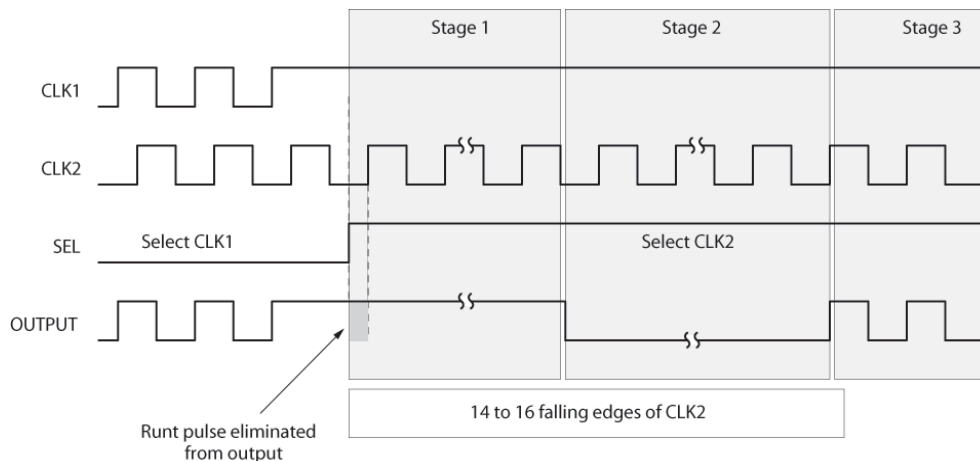 Stage 1
Stage 2
Stage 3
CLK1
CLK2
SEL
Select CLK1
Select CLK2
OUTPUT
14 to 16 falling edges of CLK2
Runt pulse eliminated
from output